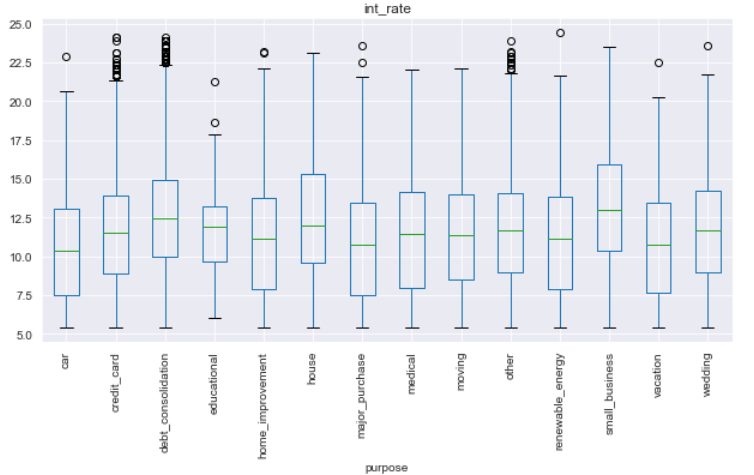 int_rate
25.0
22.5
20.0
17.5
15.0
12.5
10.0
7.5
5.0
car
credit_card
debt_consolidation
educational
home_improvement
house
major_purchase
medical
moving
other
renewable_energy
small_business
vacation
wedding
purpose